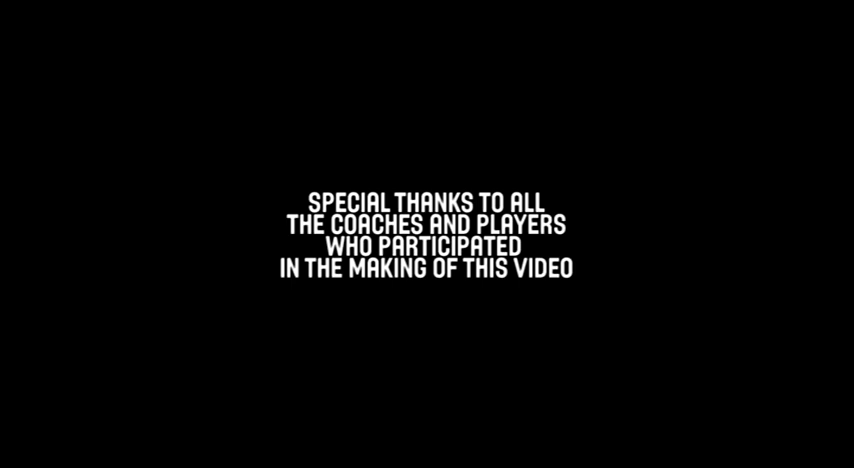 SPECIAL THANKS TO ALL
THE COACHES AND PLAYERS
WHO PARTICIPATED
IN THE MAKING OF THIS VIDEO